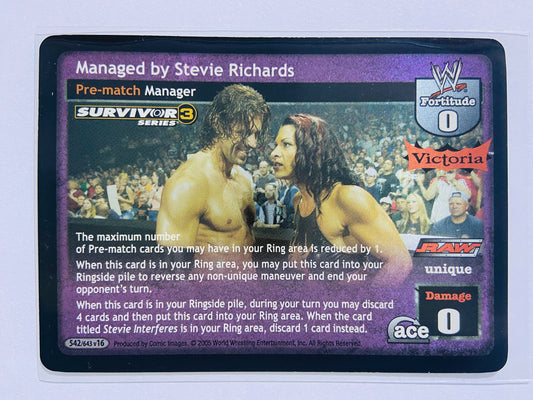 Managed by Stevie Richards
Pre-match Manager
SURVIVOR 3
SERIES
W
Fortitude
0
Victoria
The maximum number
of Pre-match cards you may have in your Ring area is reduced by 1.
When this card is in your Ring area, you may put this card into your
Ringside pile to reverse any non-unique maneuver and end your
opponent's turn.
When this card is in your Ringside pile, during your turn you may discard
4 cards and then put this card into your Ring area. When the card
titled Stevie Interferes is in your Ring area, discard 1 card instead.
RAW
unique
Damage
0
ace
542/643 v16
Produced by Comic Images. © 2005 World Wrestling Entertainment, Inc. All Rights Reserved.